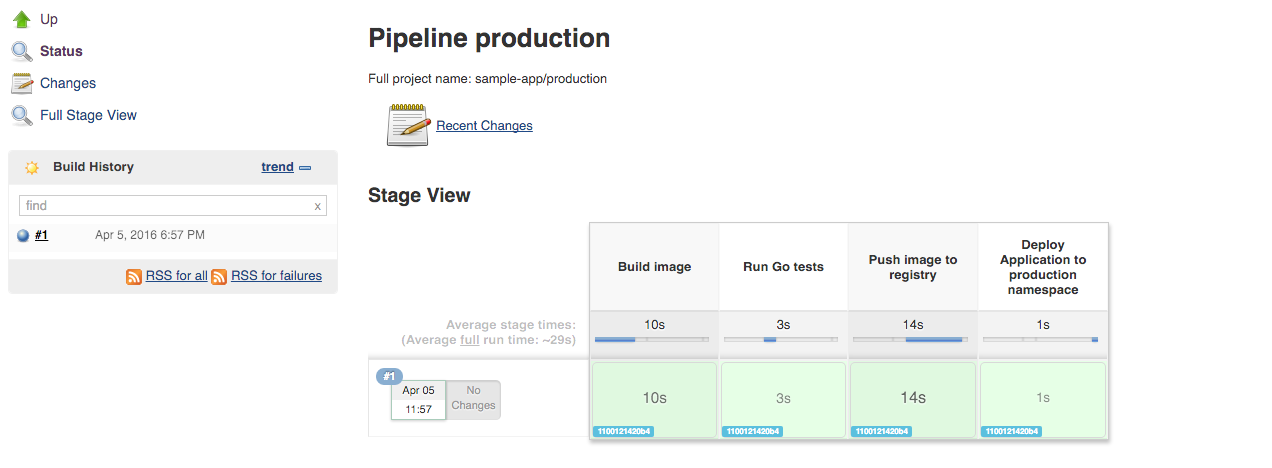 Up
Status
Changes
Full Stage View
Build History
trend
find
x
#1
Apr 5, 2016 6:57 PM
RSS for all
RSS for failures
Pipeline production
Full project name: sample-app/production
Recent Changes
Stage View
Build image
Run Go tests
Push image to
registry
Deploy
Application to
production
namespace
Average stage times:
(Average full run time: ~29s)
10s
3s
14s
1s
#1
Apr 05
11:57
No
Changes
10s
3s
14s
1s
1100121420b4
1100121420b4
1100121420b4
1100121420b4